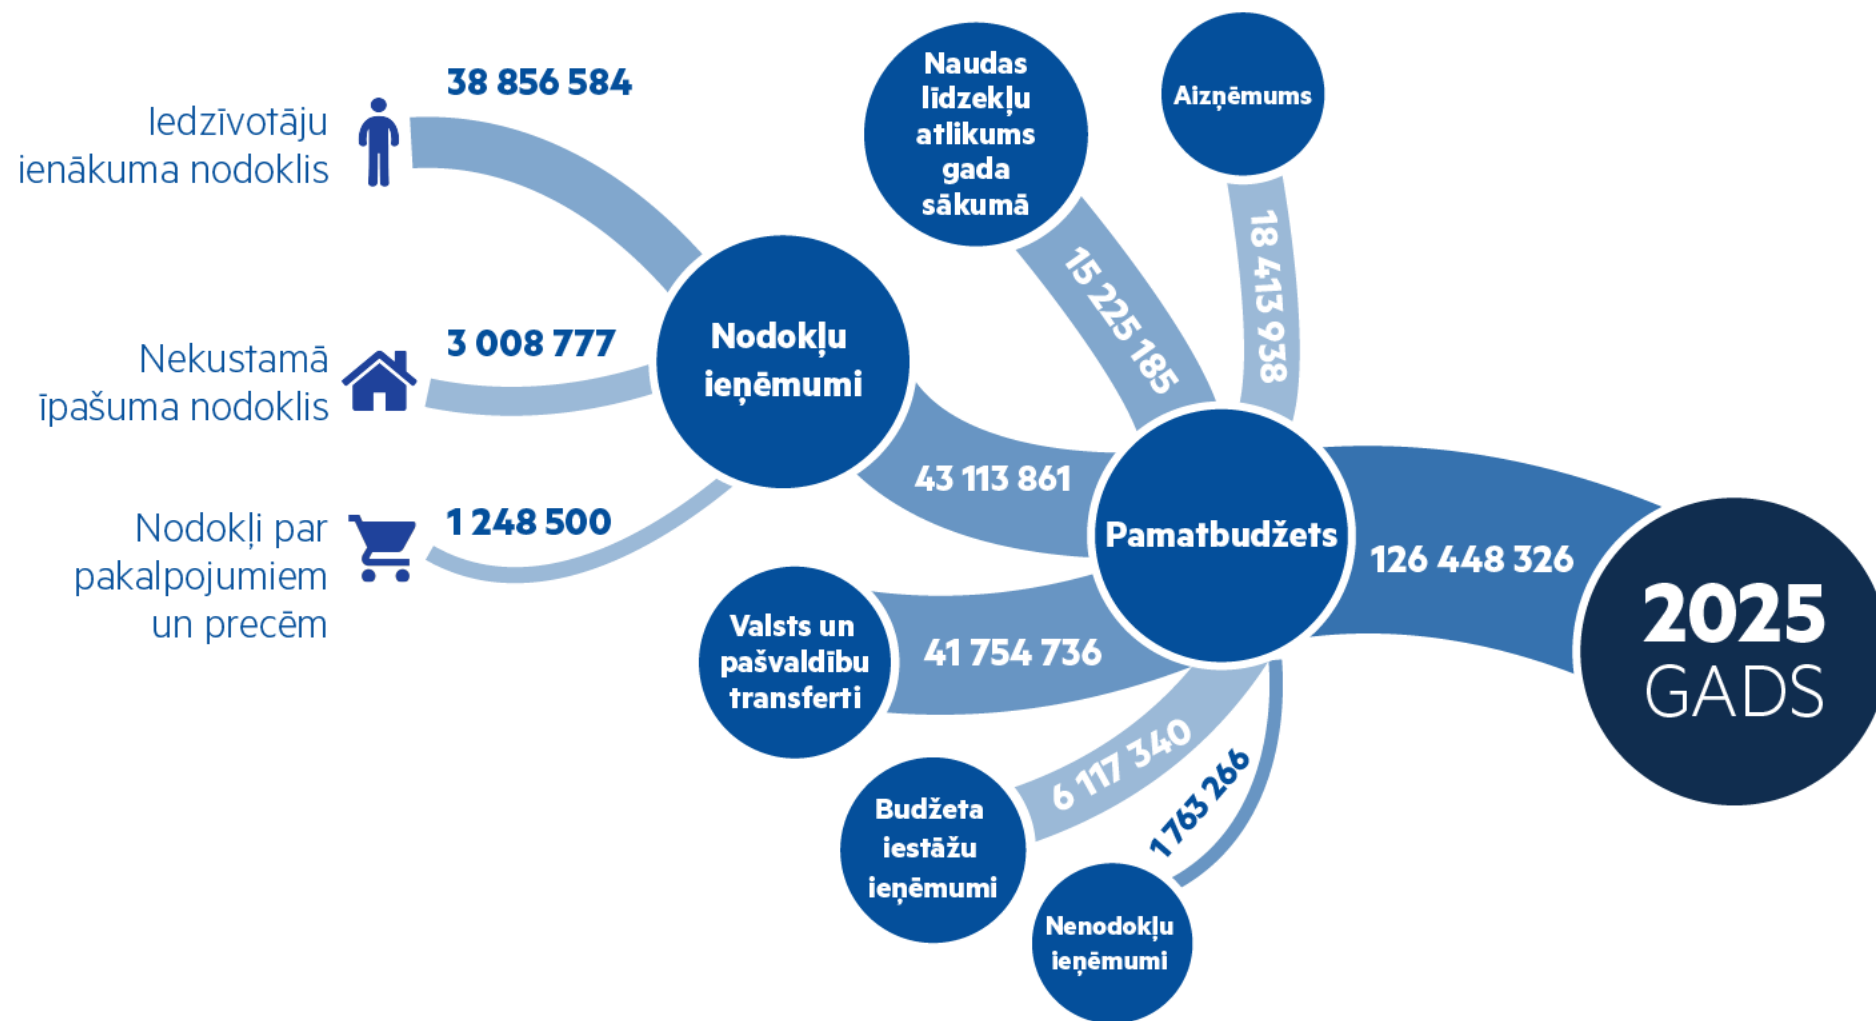 38 856 584
Iedzīvotāju
ienākuma nodoklis
3 008 777
Nekustamā
īpašuma nodoklis
1 248 500
Nodokļi par
pakalpojumiem
un precēm
Nodokļu
ieņēmumi
43 113 861
Naudas
līdzekļu
atlikums
gada
sākumā
15 225 185
Aizņēmums
18 413 938
Valsts un
pašvaldību
transferti
41 754 736
Budžeta
iestāžu
ieņēmumi
6 117 340
Nenodokļu
ieņēmumi
1 763 266
Pamatbudžets
126 448 326
2025
GADS